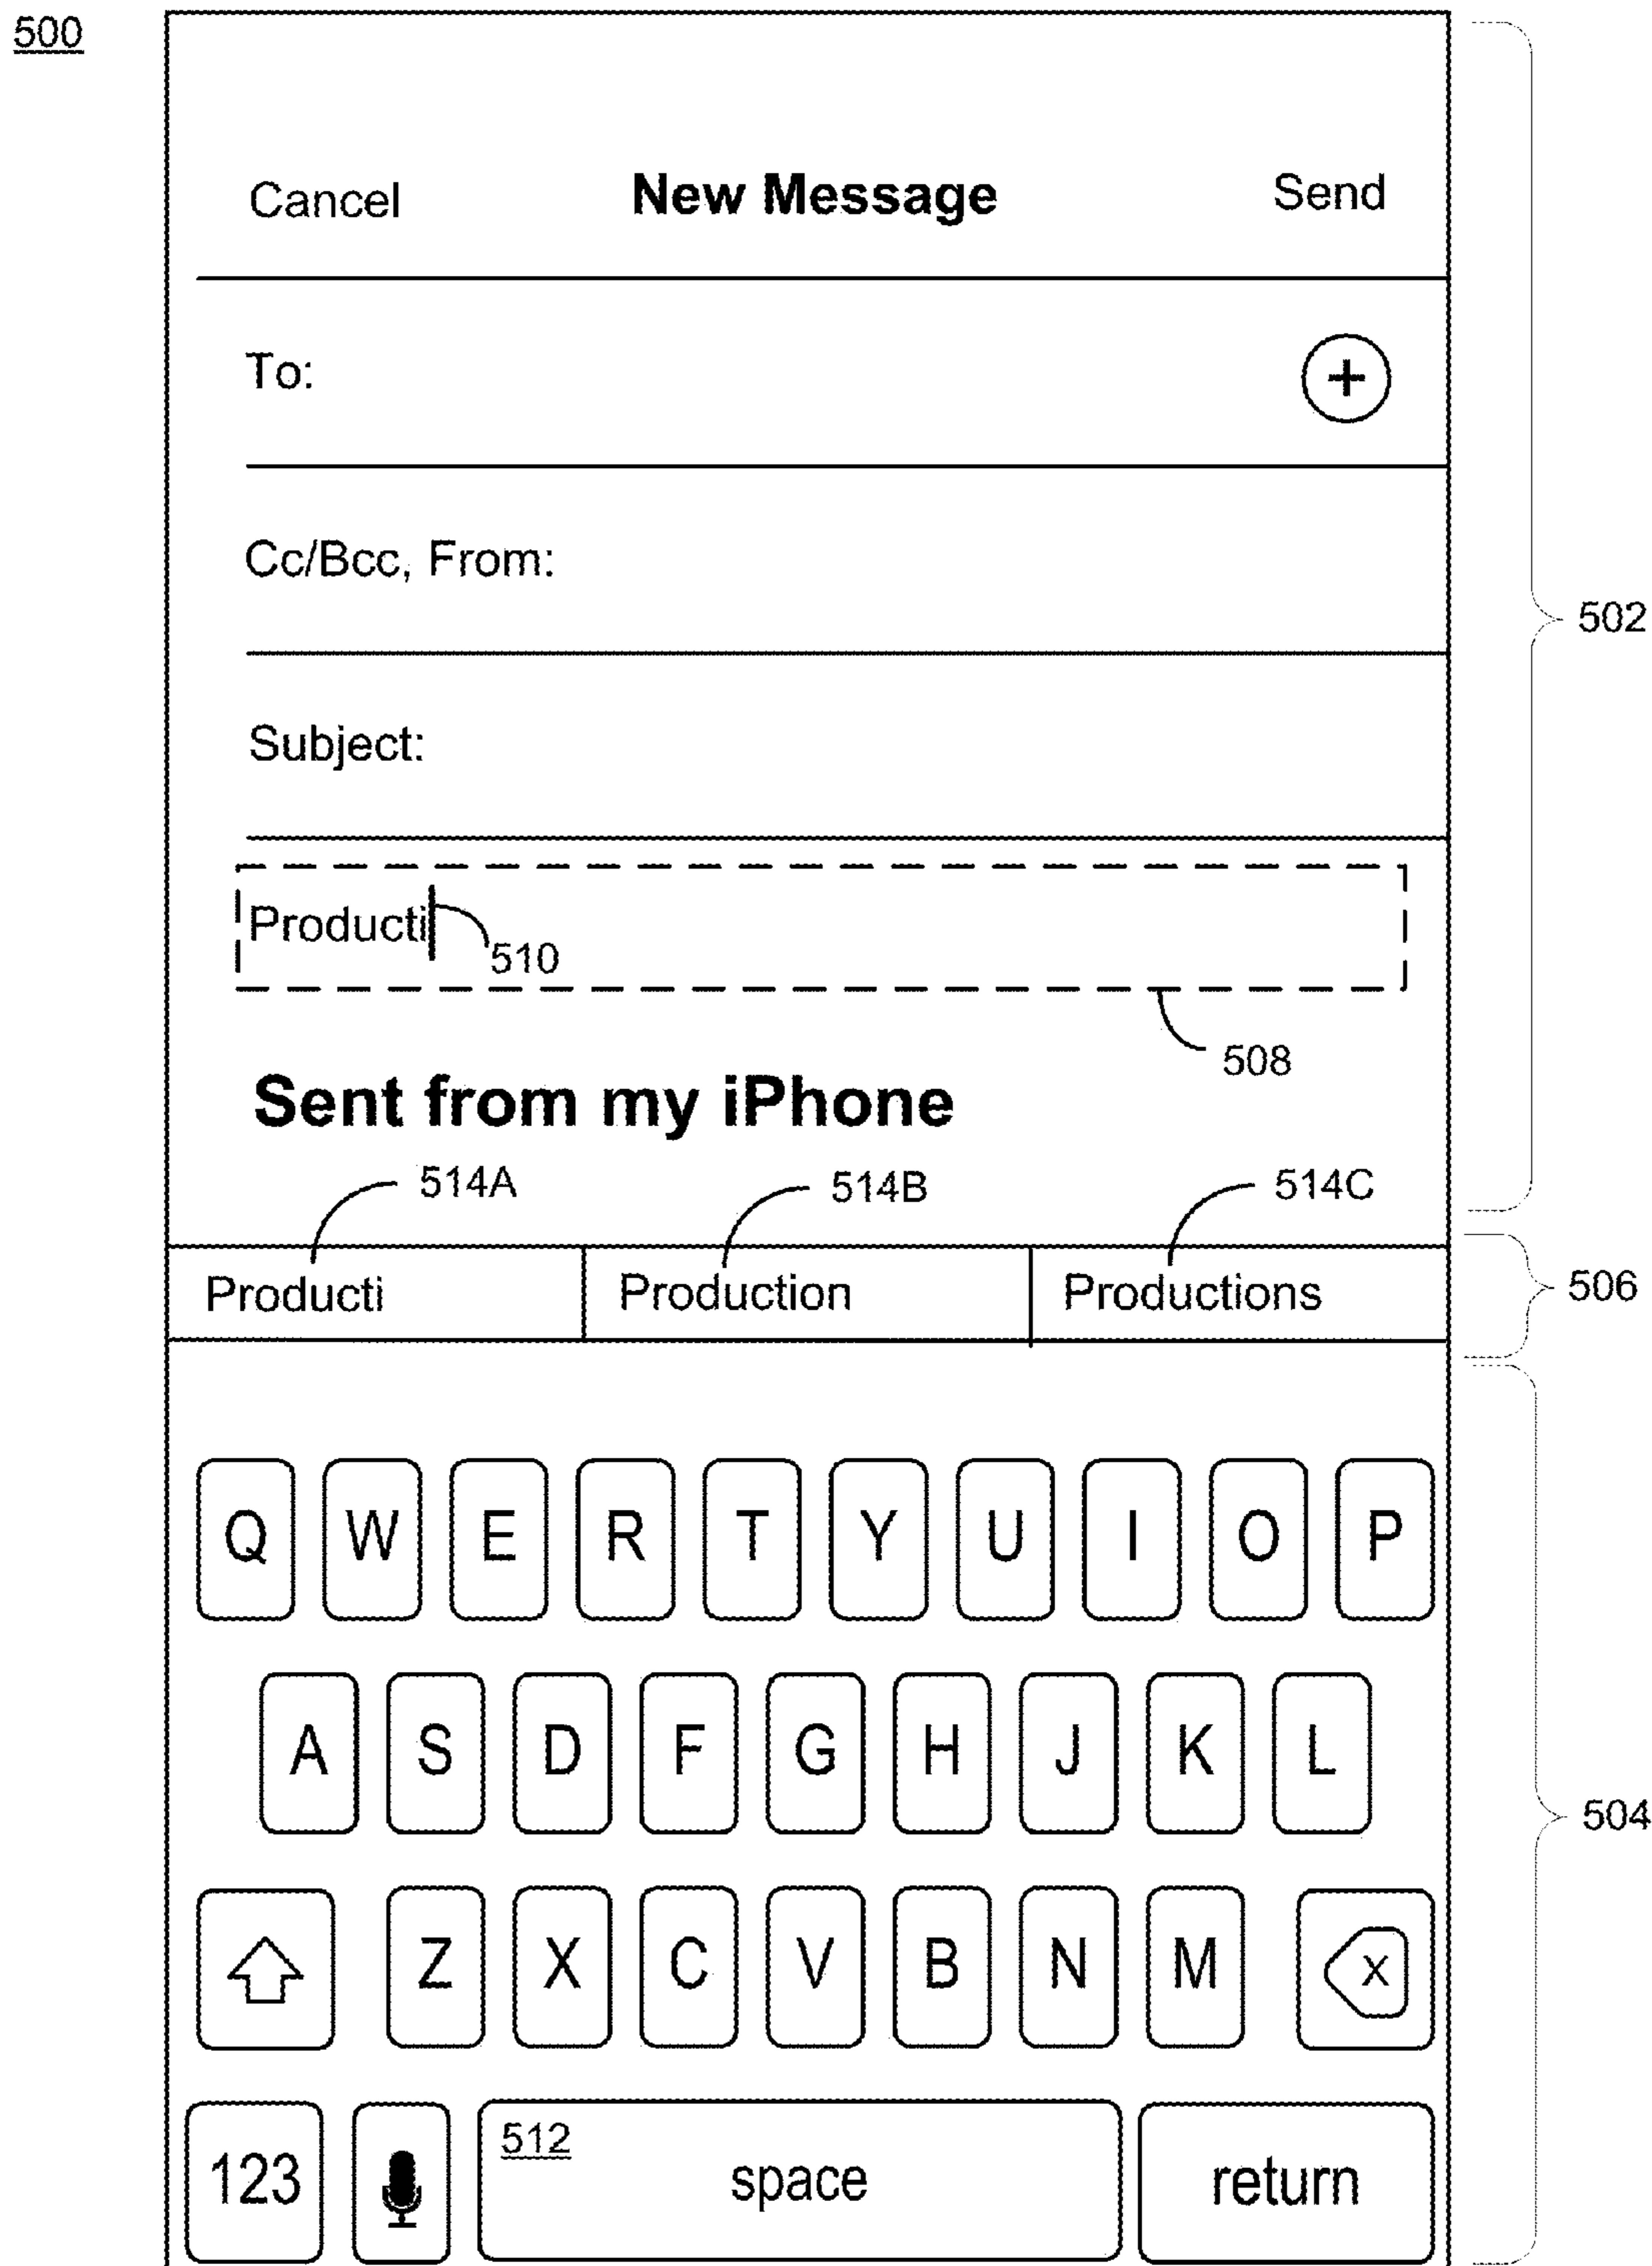 500
Cancel New Message Send
To: +
Cc/Bcc, From:
502
Subject:
Producti
510
508
Sent from my iPhone
514A 514B 514C
Producti Production Productions
506
Q W E R T Y U I O P
A S D F G H J K L
504
Z X C V B N M X
123 512 space return